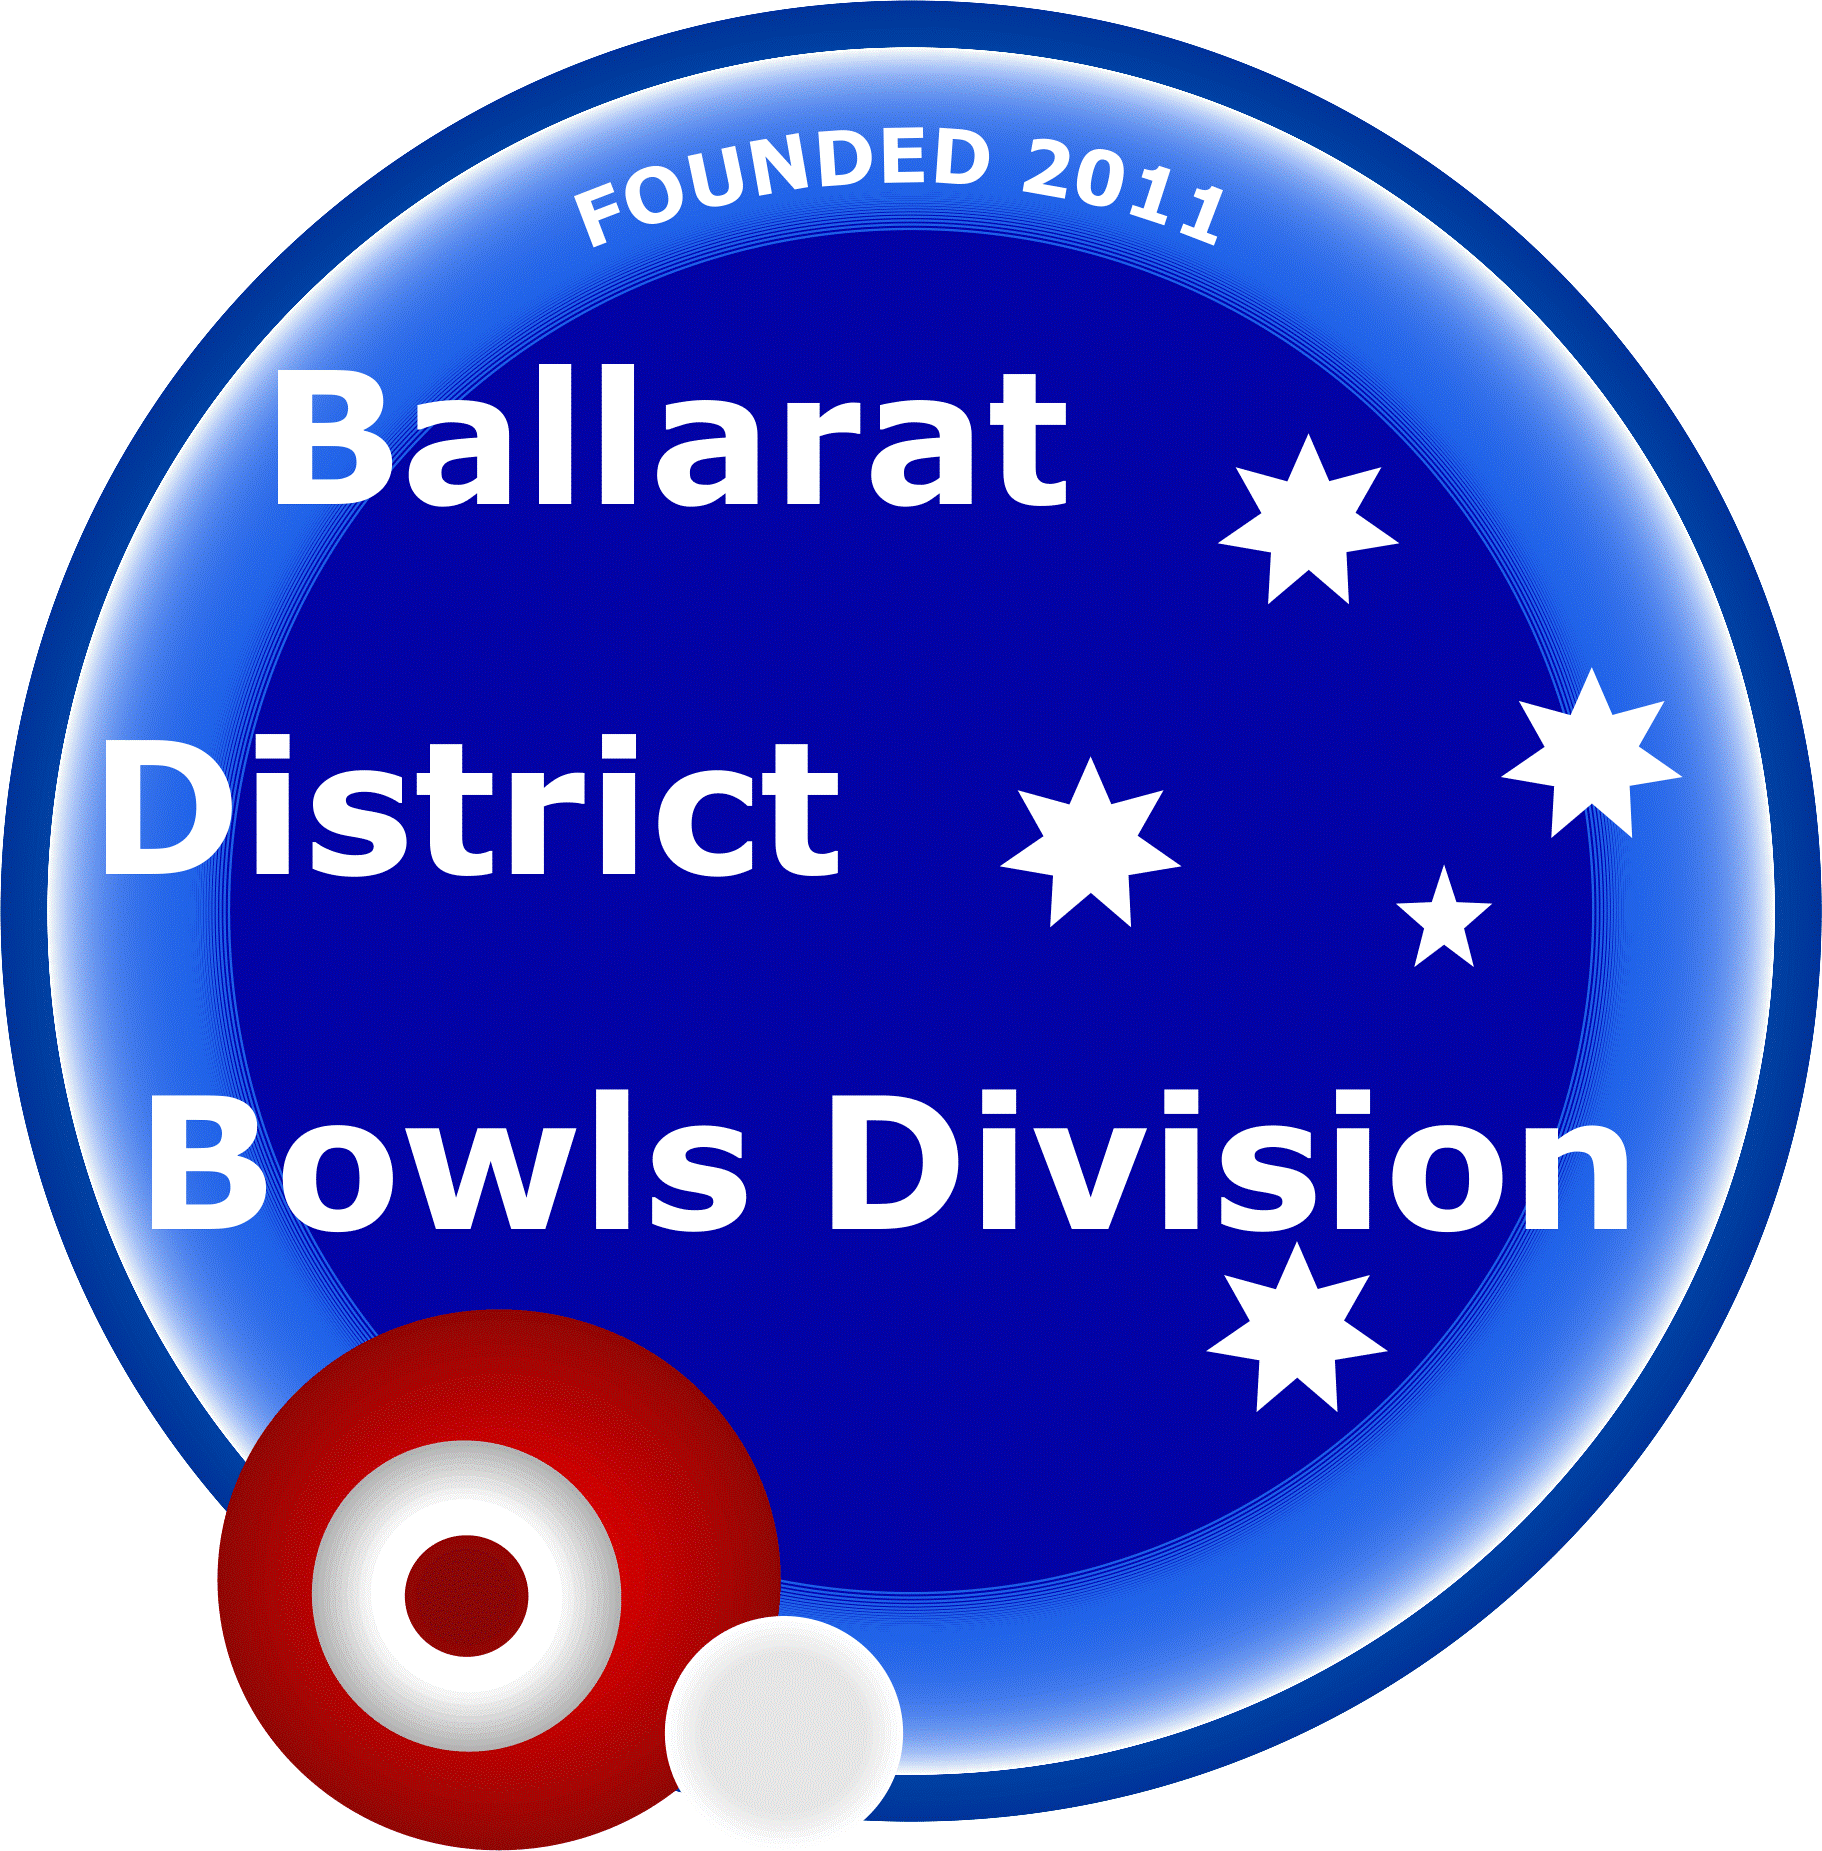 FOUNDED 2011
Ballarat
District
Bowls Division